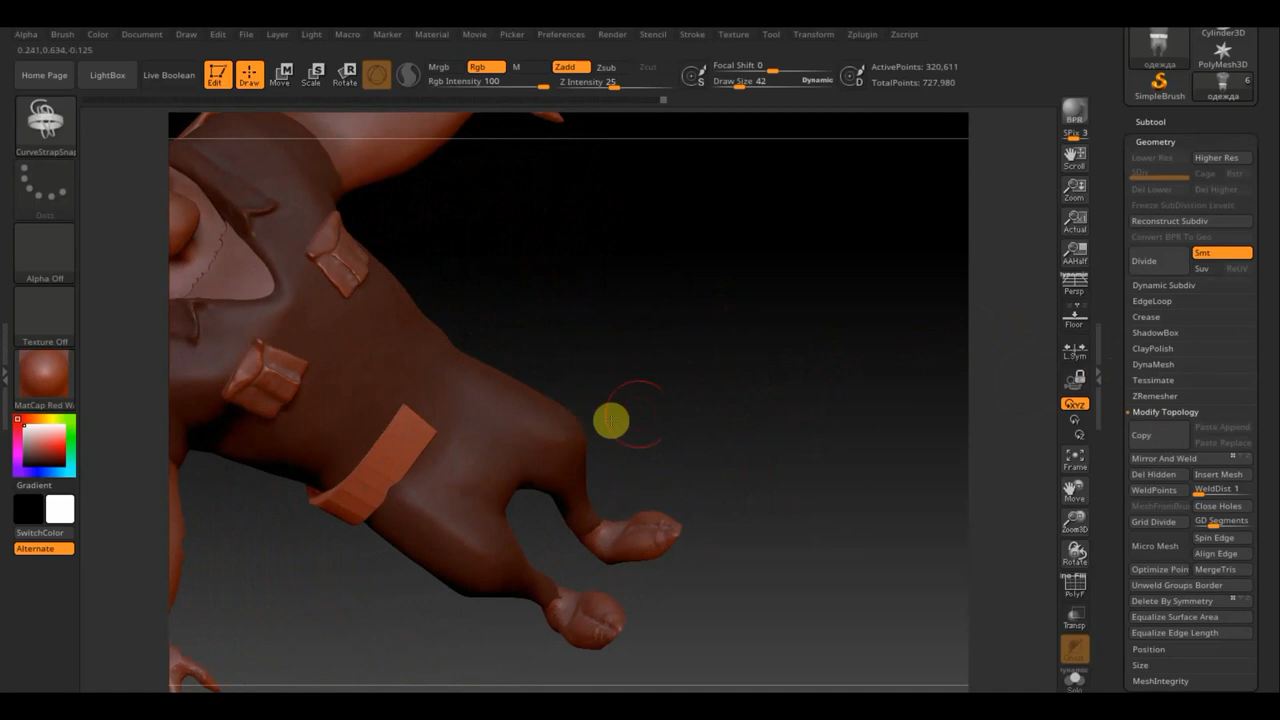 Alpha Brush Color Document Draw Edit File Layer Light Macro Marker Material Movie Picker Preferences Render Stencil Stroke Texture Tool Transform Zplugin Zscript
0.241,0.634,-0.125
Home Page
LightBox
Live Boolean
Edit
Draw
Move
Scale
Rotate
Mrgb Rgb M
Rgb Intensity 100
Zadd Zsub Zcut
Z Intensity 25
Focal Shift 0
Draw Size 42
Dynamic
ActivePoints: 320,611
TotalPoints: 727,980
CurveStrapSnap
Dots
Alpha Off
Texture Off
MatCap Red Wa
Gradient
SwitchColor
Alternate
BPR
SPix 3
Scroll
Zoom
Actual
AAHalf
Dynamic
Persp
Floor
L.Sym
XYZ
Y
Z
Frame
Move
Zoom3D
Rotate
PolyF
Transp
Solo
одежда
Cylinder3D
PolyMesh3D
SimpleBrush
6
одежда
Subtool
Geometry
Lower Res Higher Res
SDiv Cage Rstr
Del Lower Del Higher
Freeze SubDivision Levels
Reconstruct Subdiv
Convert BPR To Geo
Divide
Smt
Suv ReUV
Dynamic Subdiv
EdgeLoop
Crease
ShadowBox
ClayPolish
DynaMesh
Tessimate
ZRemesher
Modify Topology
Copy
Paste Append
Paste Replace
Mirror And Weld
Del Hidden Insert Mesh
WeldPoints WeldDist 1
MeshFromBru Close Holes
Grid Divide GD Segments
Micro Mesh
Spin Edge
Align Edge
Optimize Poin MergeTris
Unweld Groups Border
Delete By Symmetry
Equalize Surface Area
Equalize Edge Length
Position
Size
MeshIntegrity